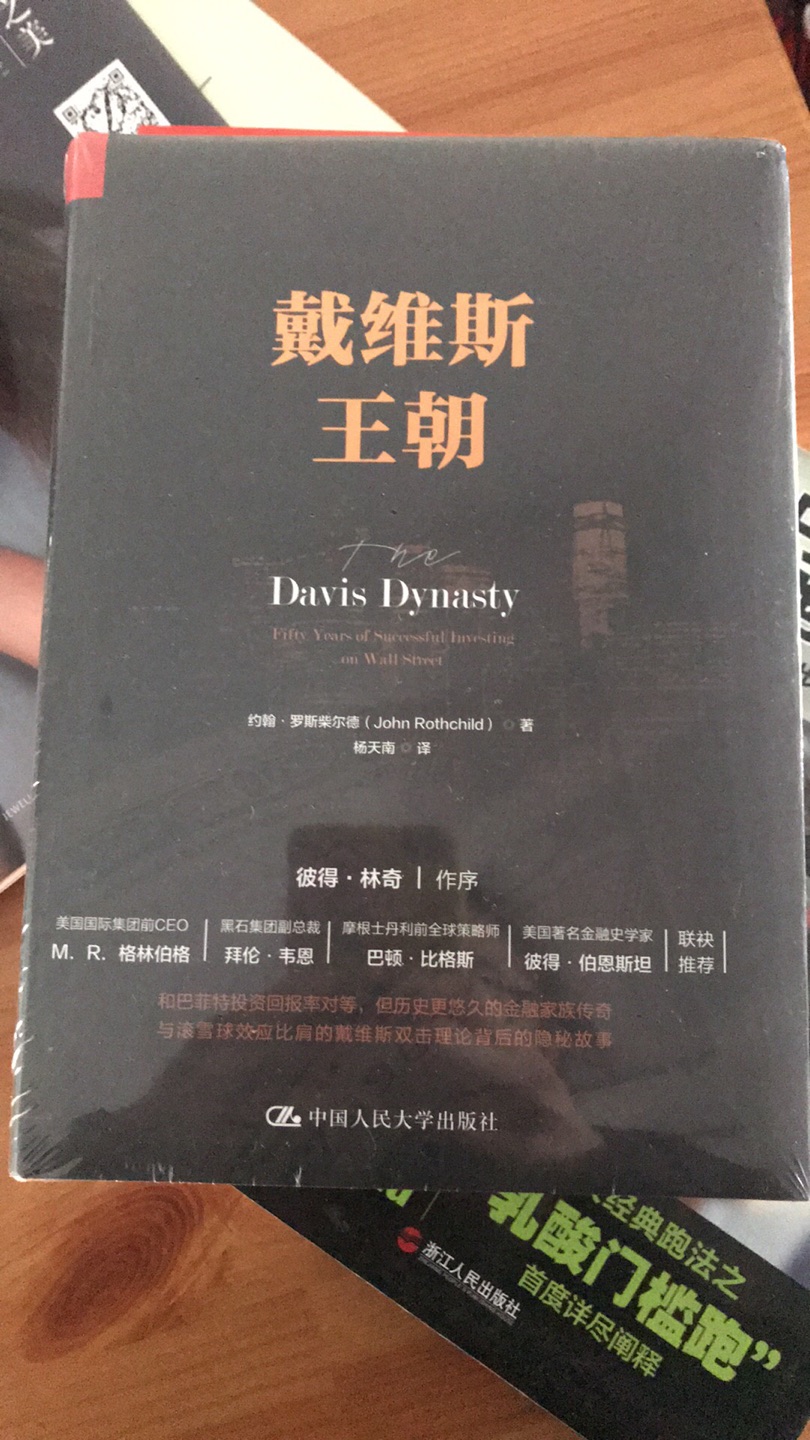 之美
戴维斯
王朝
The
Davis Dynasty
Fifty Years of Successful Investing
on Wall Street
约翰·罗斯柴尔德（John Rothchild）◎著
杨天南◎译
彼得·林奇｜作序
美国国际集团前CEO
M. R. 格林伯格
黑石集团副总裁
拜伦·韦恩
摩根士丹利前全球策略师
巴顿·比格斯
美国著名金融史学家
彼得·伯恩斯坦
联袂
推荐
和巴菲特投资回报率对等，但历史更悠久的金融家族传奇
与滚雪球效应比肩的戴维斯双击理论背后的隐秘故事
中国人民大学出版社
经典跑法之
乳酸门槛跑”
首度详尽阐释
浙江人民出版社